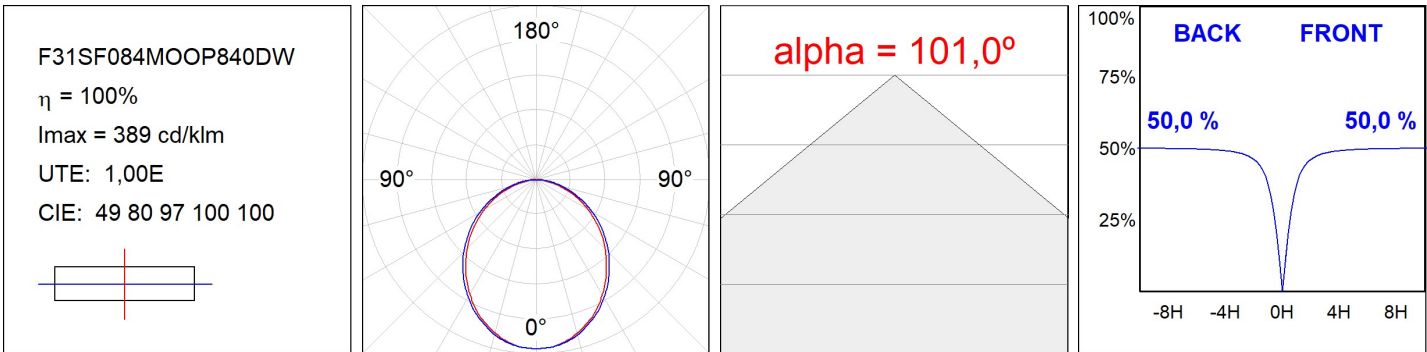 F31SF084MOOP840DW
η = 100%
Imax = 389 cd/klm
UTE: 1,00E
CIE: 49 80 97 100 100
180°
90° 90°
0°
alpha = 101,0º
100%
BACK FRONT
75%
50,0 % 50,0 %
50%
25%
-8H -4H 0H 4H 8H